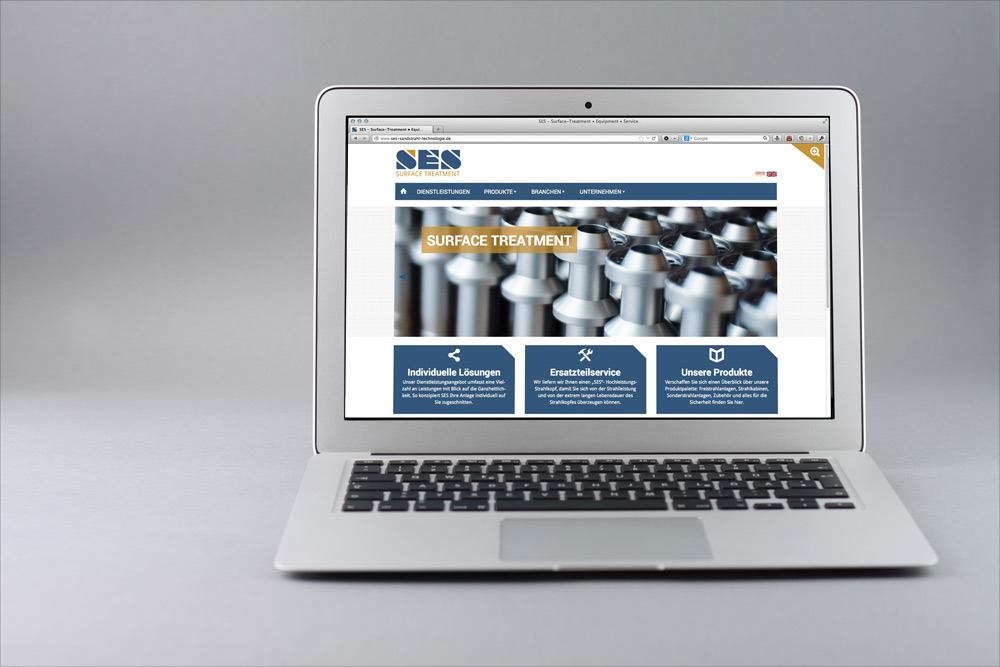 SES - Surface-Treatment • Equipment • Service
SES - Surface-Treatment • Equi...
www.ses-sandstrahl-technologie.de
Google
SES
SURFACE TREATMENT
DIENSTLEISTUNGEN PRODUKTE BRANCHEN UNTERNEHMEN
SURFACE TREATMENT
Individuelle Lösungen
Unser Dienstleistungsangebot umfasst eine Viel-
zahl an Leistungen mit Blick auf die Ganzheitlich-
keit. So konzipiert SES Ihre Anlage individuell auf
Sie zugeschnitten.
Ersatzteilservice
Wir liefern wir Ihnen einen „SES"- Hochleistungs-
Strahlkopf, damit Sie sich von der Strahlleistung
und von der extrem langen Lebensdauer des
Strahlkopfes überzeugen können.
Unsere Produkte
Verschaffen Sie sich einen Überblick über unsere
Produktpalette: Freistrahlanlagen, Strahlkabinen,
Sonderstrahlanlagen, Zubehör und alles für die
Sicherheit finden Sie hier.